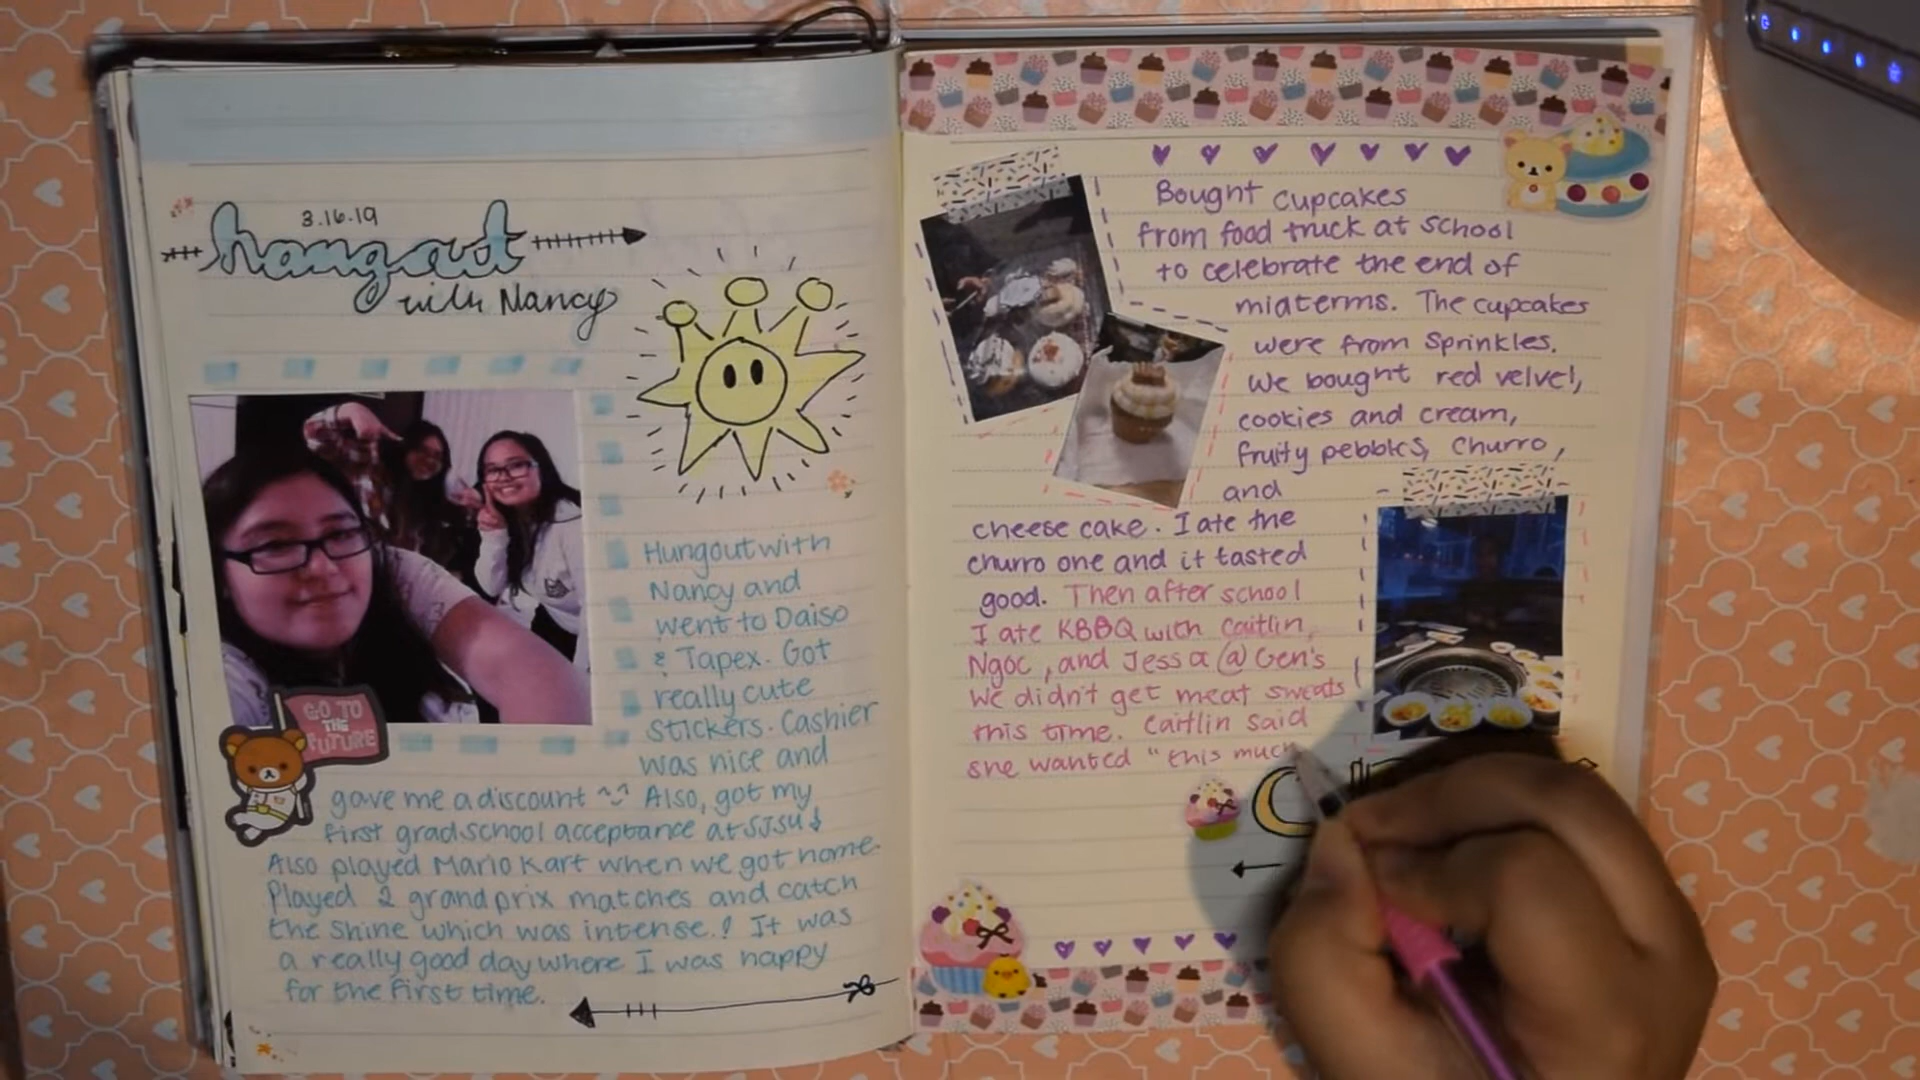 3.16.19
hangout
with Nancy
GO TO
THE
FUTURE
Hungout with
Nancy and
went to Daiso
& Tapex. Got
really cute
stickers. Cashier
was nice and
gave me a discount ^‿^ Also, got my
first grad school acceptance at SJSU!
Also played Mario Kart when we got home.
Played 2 grand prix matches and catch
the shine which was intense! It was
a really good day where I was happy
for the first time.
Bought cupcakes
from food truck at school
to celebrate the end of
midterms. The cupcakes
were from Sprinkles.
We bought red velvet,
cookies and cream,
fruity pebbles, churro,
and
cheese cake. I ate the
churro one and it tasted
good. Then after school
I ate KBBQ with Caitlin,
Ngoc, and Jessa @ Gen's
We didn't get meat sweats
this time. Caitlin said
she wanted "this much